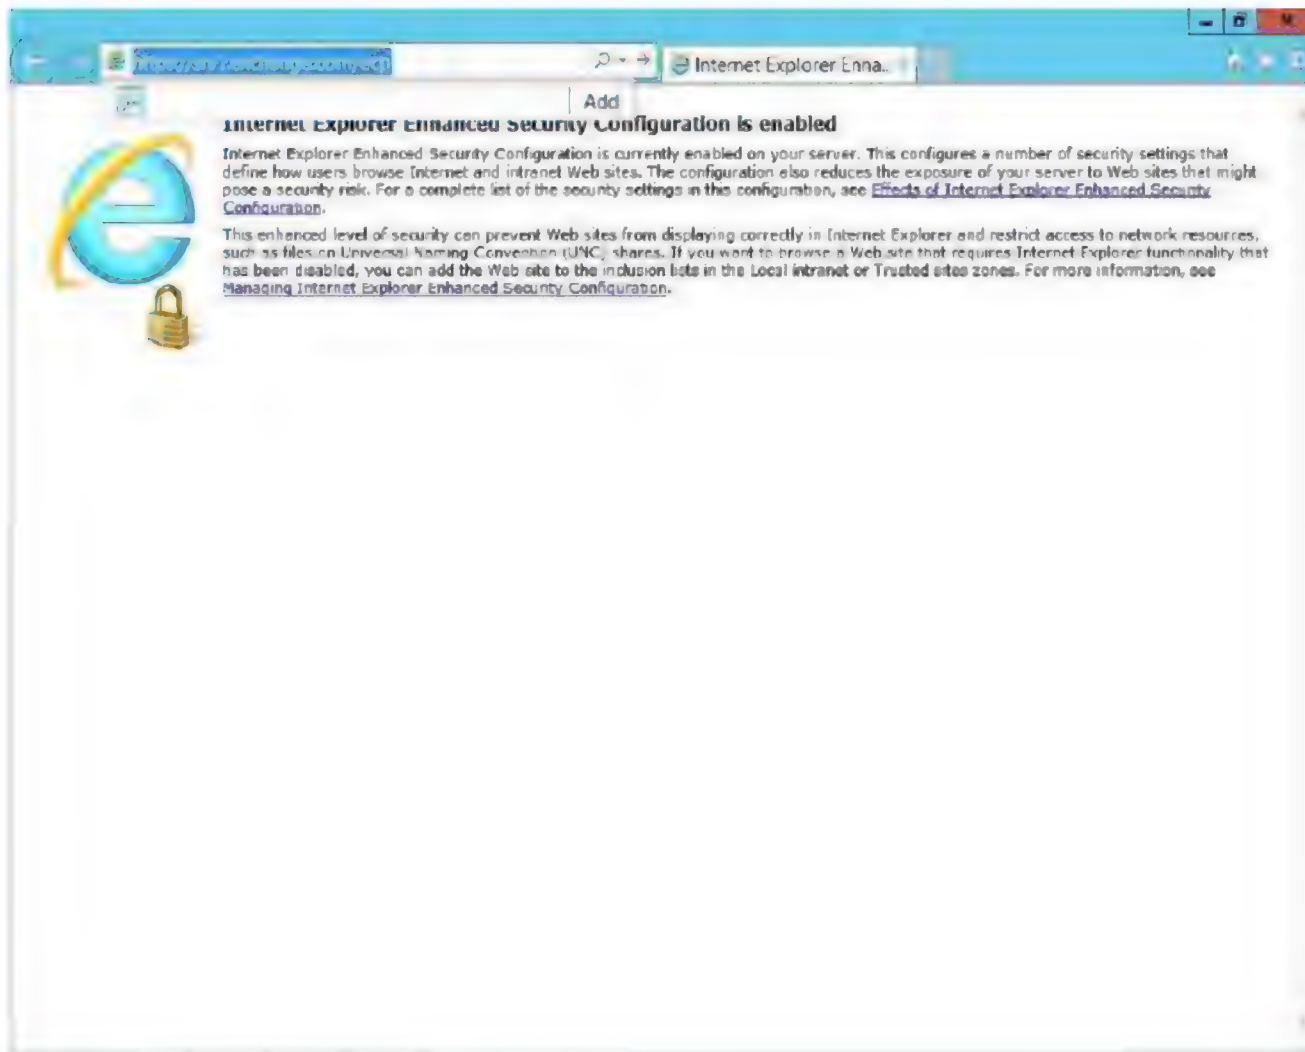 Internet Explorer Enha..
Add
Internet Explorer Enhanced Security Configuration is enabled
Internet Explorer Enhanced Security Configuration is currently enabled on your server. This configures a number of security settings that
define how users browse Internet and intranet Web sites. The configuration also reduces the exposure of your server to Web sites that might
pose a security risk. For a complete list of the security settings in this configuration, see Effects of Internet Explorer Enhanced Security
Configuration.
This enhanced level of security can prevent Web sites from displaying correctly in Internet Explorer and restrict access to network resources,
such as files on Universal Naming Convention (UNC) shares. If you want to browse a Web site that requires Internet Explorer functionality that
has been disabled, you can add the Web site to the inclusion lists in the Local intranet or Trusted sites zones. For more information, see
Managing Internet Explorer Enhanced Security Configuration.